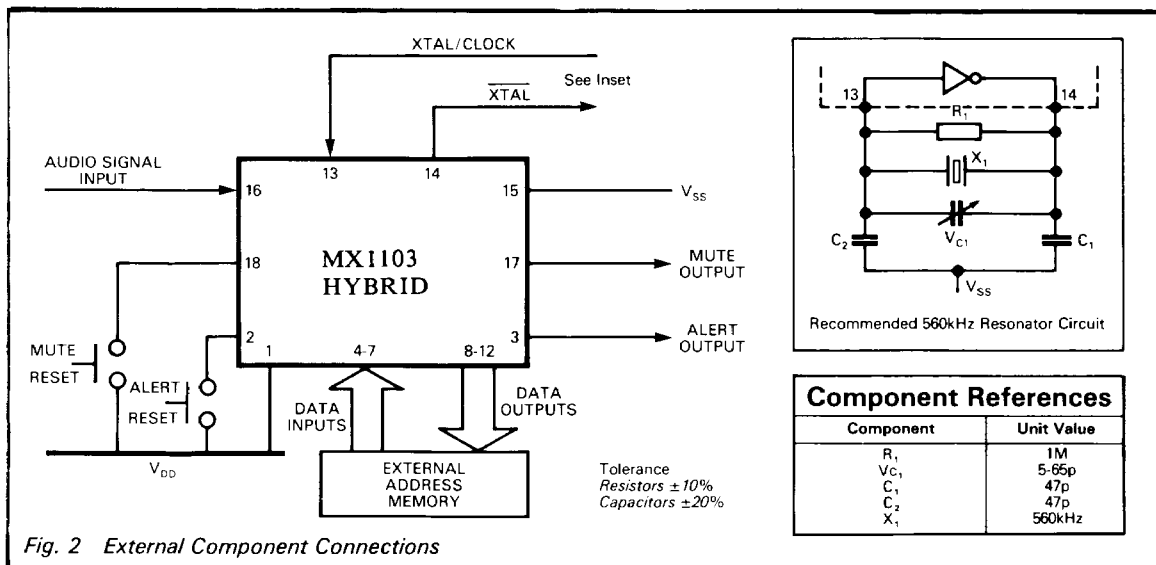 XTAL/CLOCK
XTAL
See Inset
AUDIO SIGNAL
INPUT
13
14
16
15
VSS
MX1103
HYBRID
18
17
MUTE
OUTPUT
2
3
ALERT
OUTPUT
1
4-7
8-12
MUTE
RESET
ALERT
RESET
DATA
INPUTS
DATA
OUTPUTS
VDD
EXTERNAL
ADDRESS
MEMORY
Tolerance
Resistors ±10%
Capacitors ±20%
Fig. 2 External Component Connections
13
14
R1
X1
VC1
C2
C1
VSS
Recommended 560kHz Resonator Circuit
Component References
Component Unit Value
R1 1M
VC1 5-65p
C1 47p
C2 47p
X1 560kHz